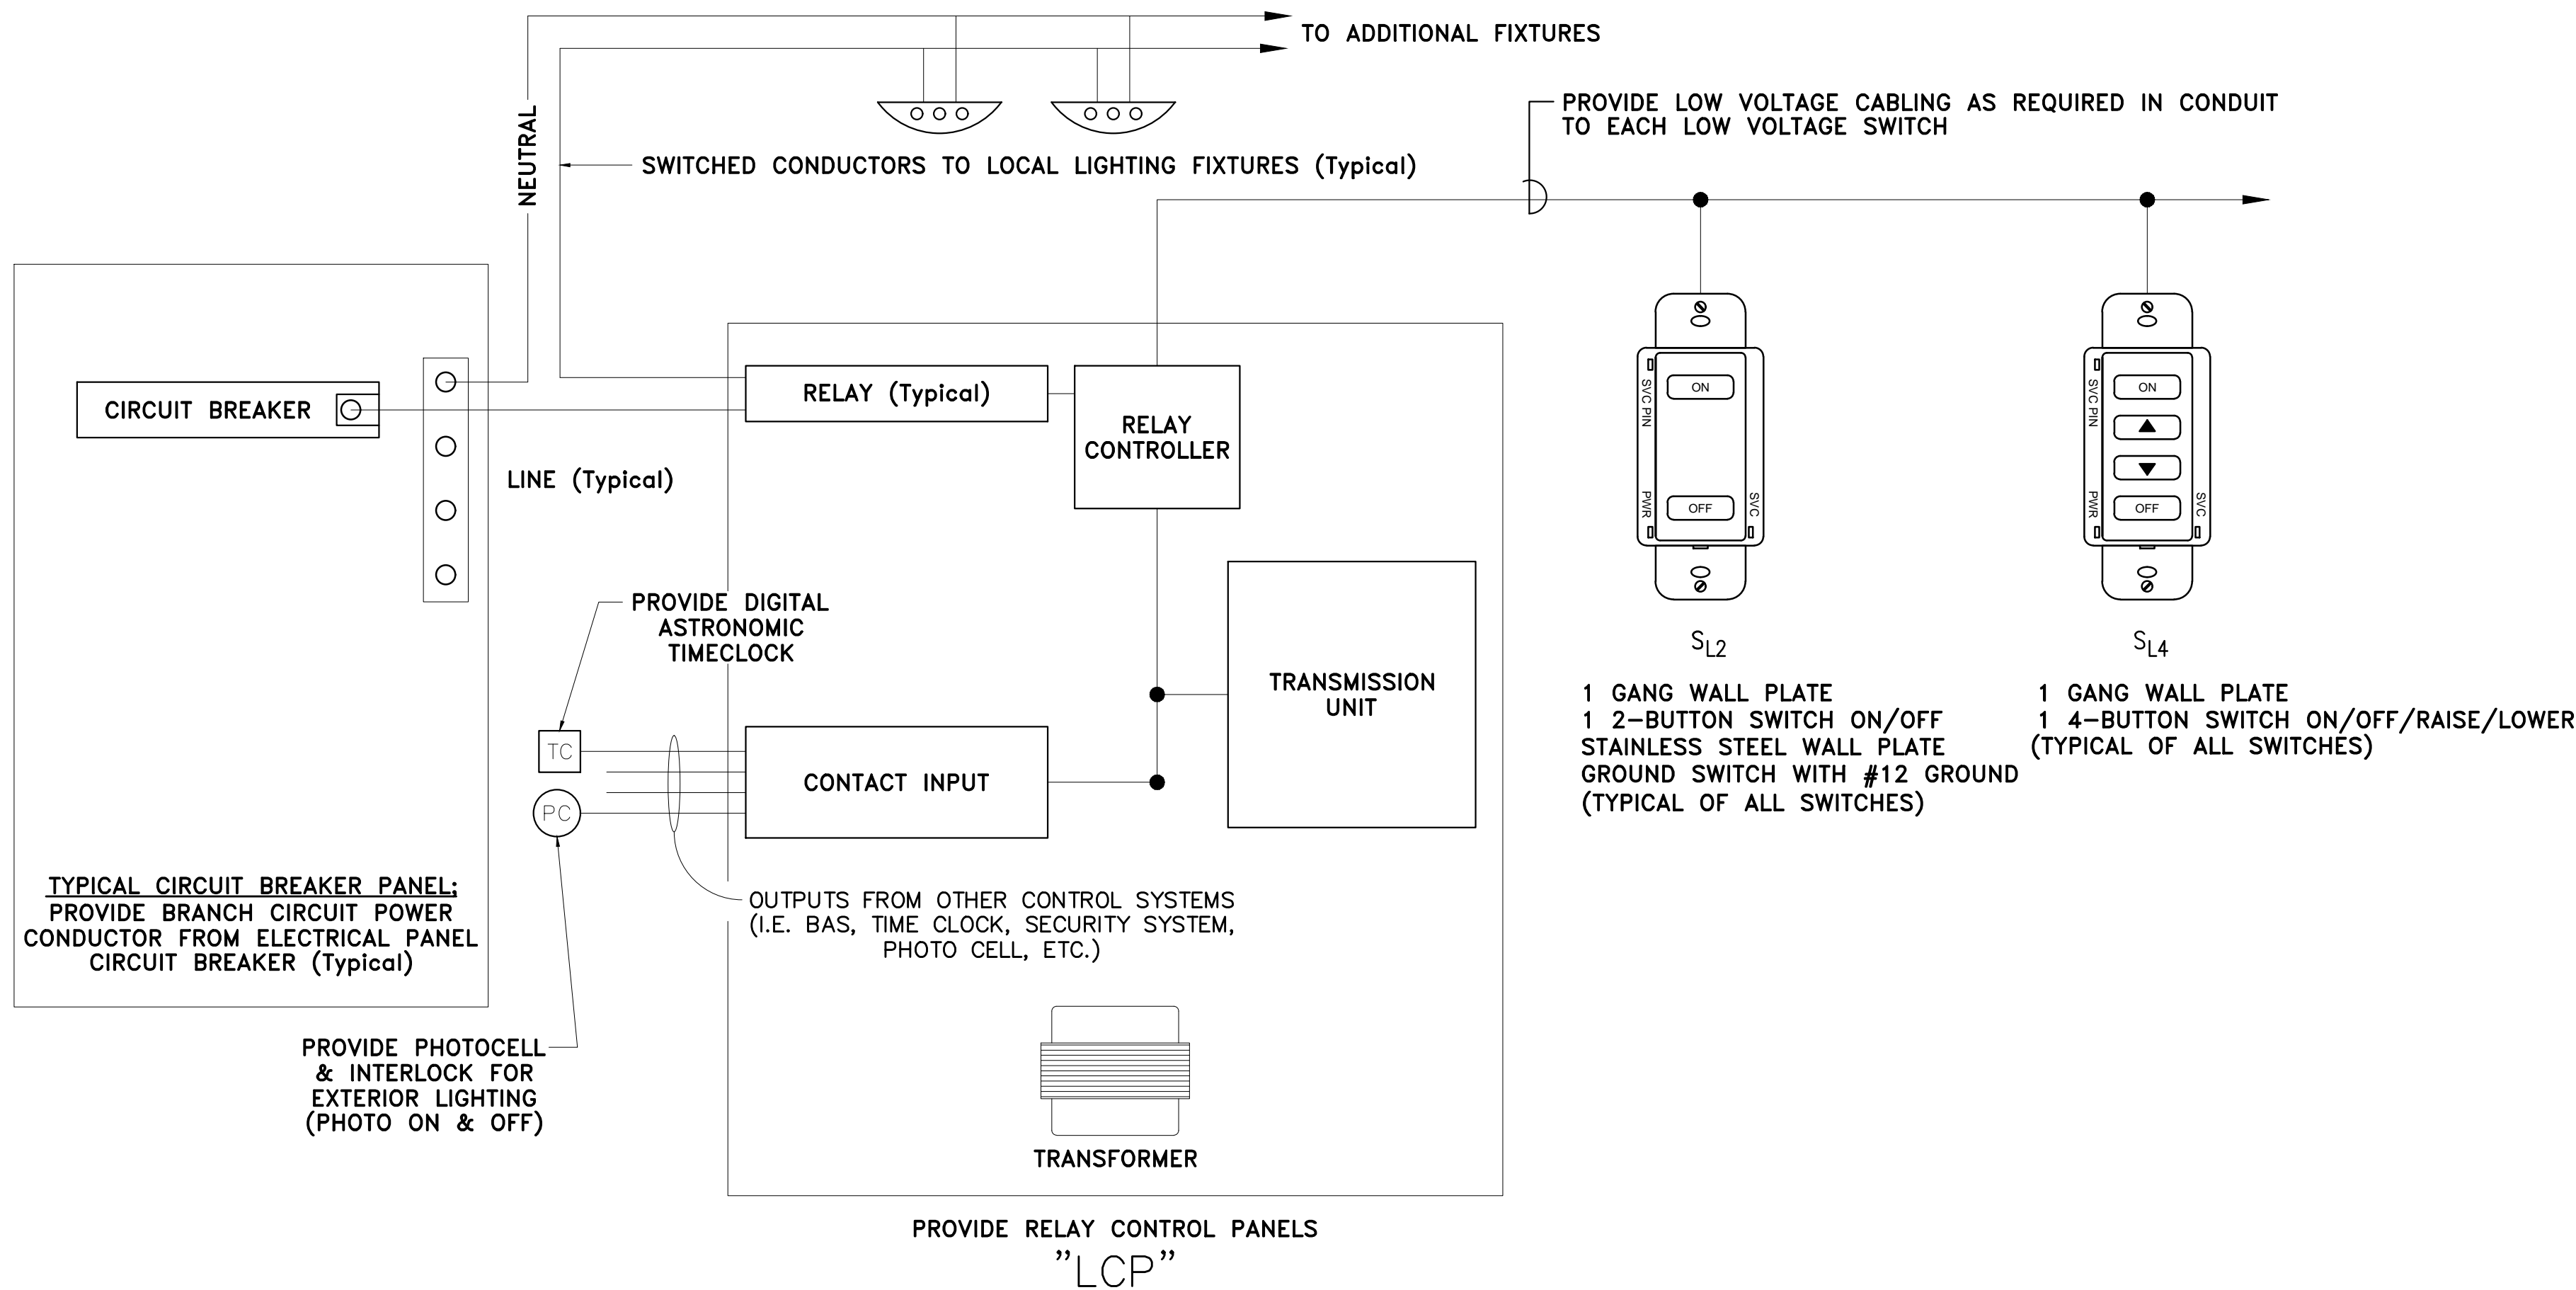 TO ADDITIONAL FIXTURES
PROVIDE LOW VOLTAGE CABLING AS REQUIRED IN CONDUIT
TO EACH LOW VOLTAGE SWITCH
NEUTRAL
SWITCHED CONDUCTORS TO LOCAL LIGHTING FIXTURES (Typical)
CIRCUIT BREAKER
LINE (Typical)
RELAY (Typical)
RELAY
CONTROLLER
PROVIDE DIGITAL
ASTRONOMIC
TIMECLOCK
TRANSMISSION
UNIT
TC
PC
CONTACT INPUT
OUTPUTS FROM OTHER CONTROL SYSTEMS
(I.E. BAS, TIME CLOCK, SECURITY SYSTEM,
PHOTO CELL, ETC.)
TYPICAL CIRCUIT BREAKER PANEL;
PROVIDE BRANCH CIRCUIT POWER
CONDUCTOR FROM ELECTRICAL PANEL
CIRCUIT BREAKER (Typical)
PROVIDE PHOTOCELL
& INTERLOCK FOR
EXTERIOR LIGHTING
(PHOTO ON & OFF)
TRANSFORMER
PROVIDE RELAY CONTROL PANELS
"LCP"
SVC PIN
ON
OFF
PWR
SVC
SL2
1 GANG WALL PLATE
1 2-BUTTON SWITCH ON/OFF
STAINLESS STEEL WALL PLATE
GROUND SWITCH WITH #12 GROUND
(TYPICAL OF ALL SWITCHES)
SVC PIN
ON
▲
▼
OFF
PWR
SVC
SL4
1 GANG WALL PLATE
1 4-BUTTON SWITCH ON/OFF/RAISE/LOWER
(TYPICAL OF ALL SWITCHES)